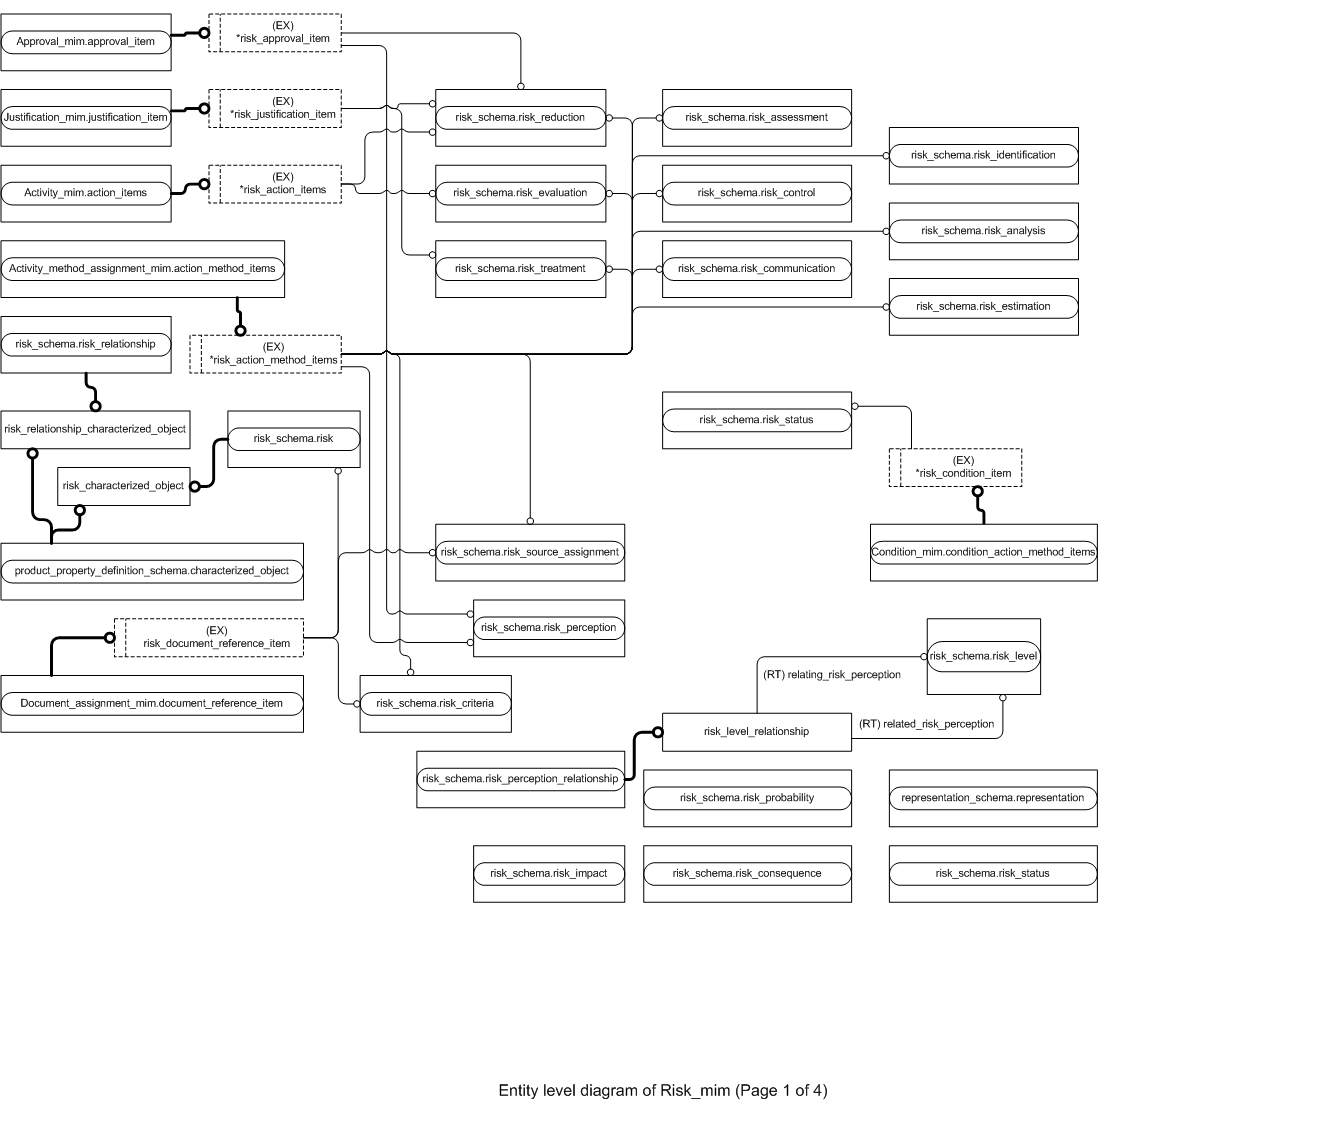 Approval_mim.approval_item
(EX)
*risk_approval_item
Justification_mim.justification_item
(EX)
*risk_justification_item
risk_schema.risk_reduction
risk_schema.risk_assessment
risk_schema.risk_identification
Activity_mim.action_items
(EX)
*risk_action_items
risk_schema.risk_evaluation
risk_schema.risk_control
risk_schema.risk_analysis
Activity_method_assignment_mim.action_method_items
risk_schema.risk_treatment
risk_schema.risk_communication
risk_schema.risk_estimation
risk_schema.risk_relationship
(EX)
*risk_action_method_items
risk_relationship_characterized_object
risk_schema.risk
risk_schema.risk_status
(EX)
*risk_condition_item
risk_characterized_object
risk_schema.risk_source_assignment
Condition_mim.condition_action_method_items
product_property_definition_schema.characterized_object
(EX)
risk_document_reference_item
risk_schema.risk_perception
risk_schema.risk_level
(RT) relating_risk_perception
Document_assignment_mim.document_reference_item
risk_schema.risk_criteria
(RT) related_risk_perception
risk_level_relationship
risk_schema.risk_perception_relationship
risk_schema.risk_probability
representation_schema.representation
risk_schema.risk_impact
risk_schema.risk_consequence
risk_schema.risk_status
Entity level diagram of Risk_mim (Page 1 of 4)